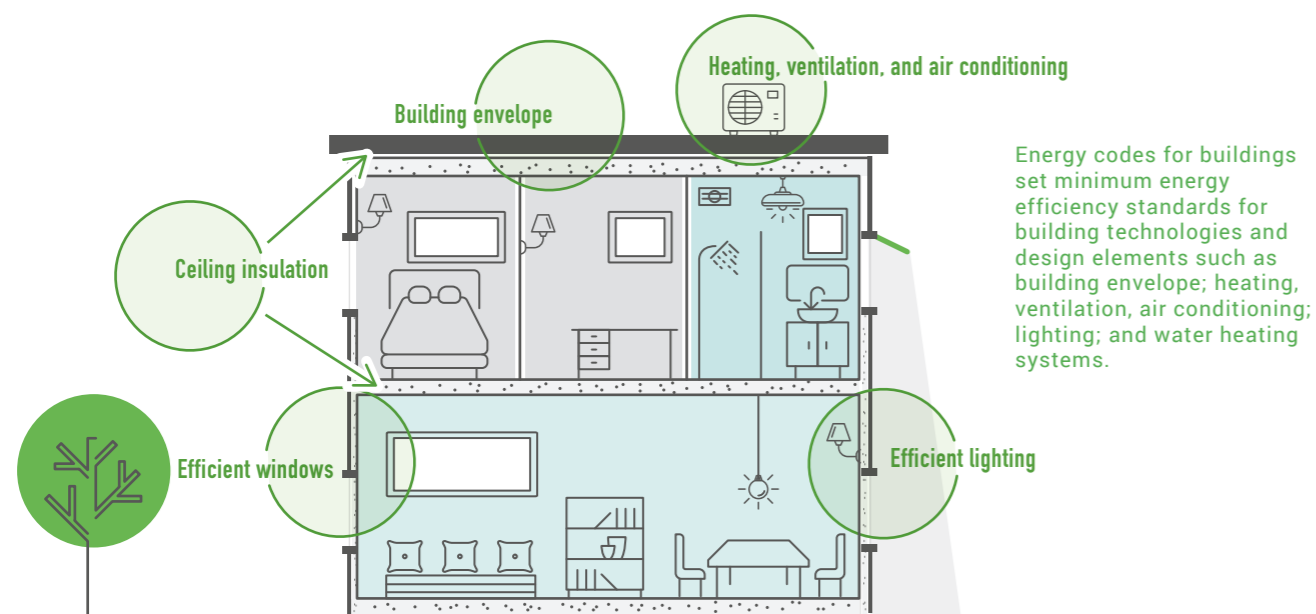 Heating, ventilation, and air conditioning
Building envelope
Ceiling insulation
Efficient windows
Efficient lighting
Energy codes for buildings
set minimum energy
efficiency standards for
building technologies and
design elements such as
building envelope; heating,
ventilation, air conditioning;
lighting; and water heating
systems.